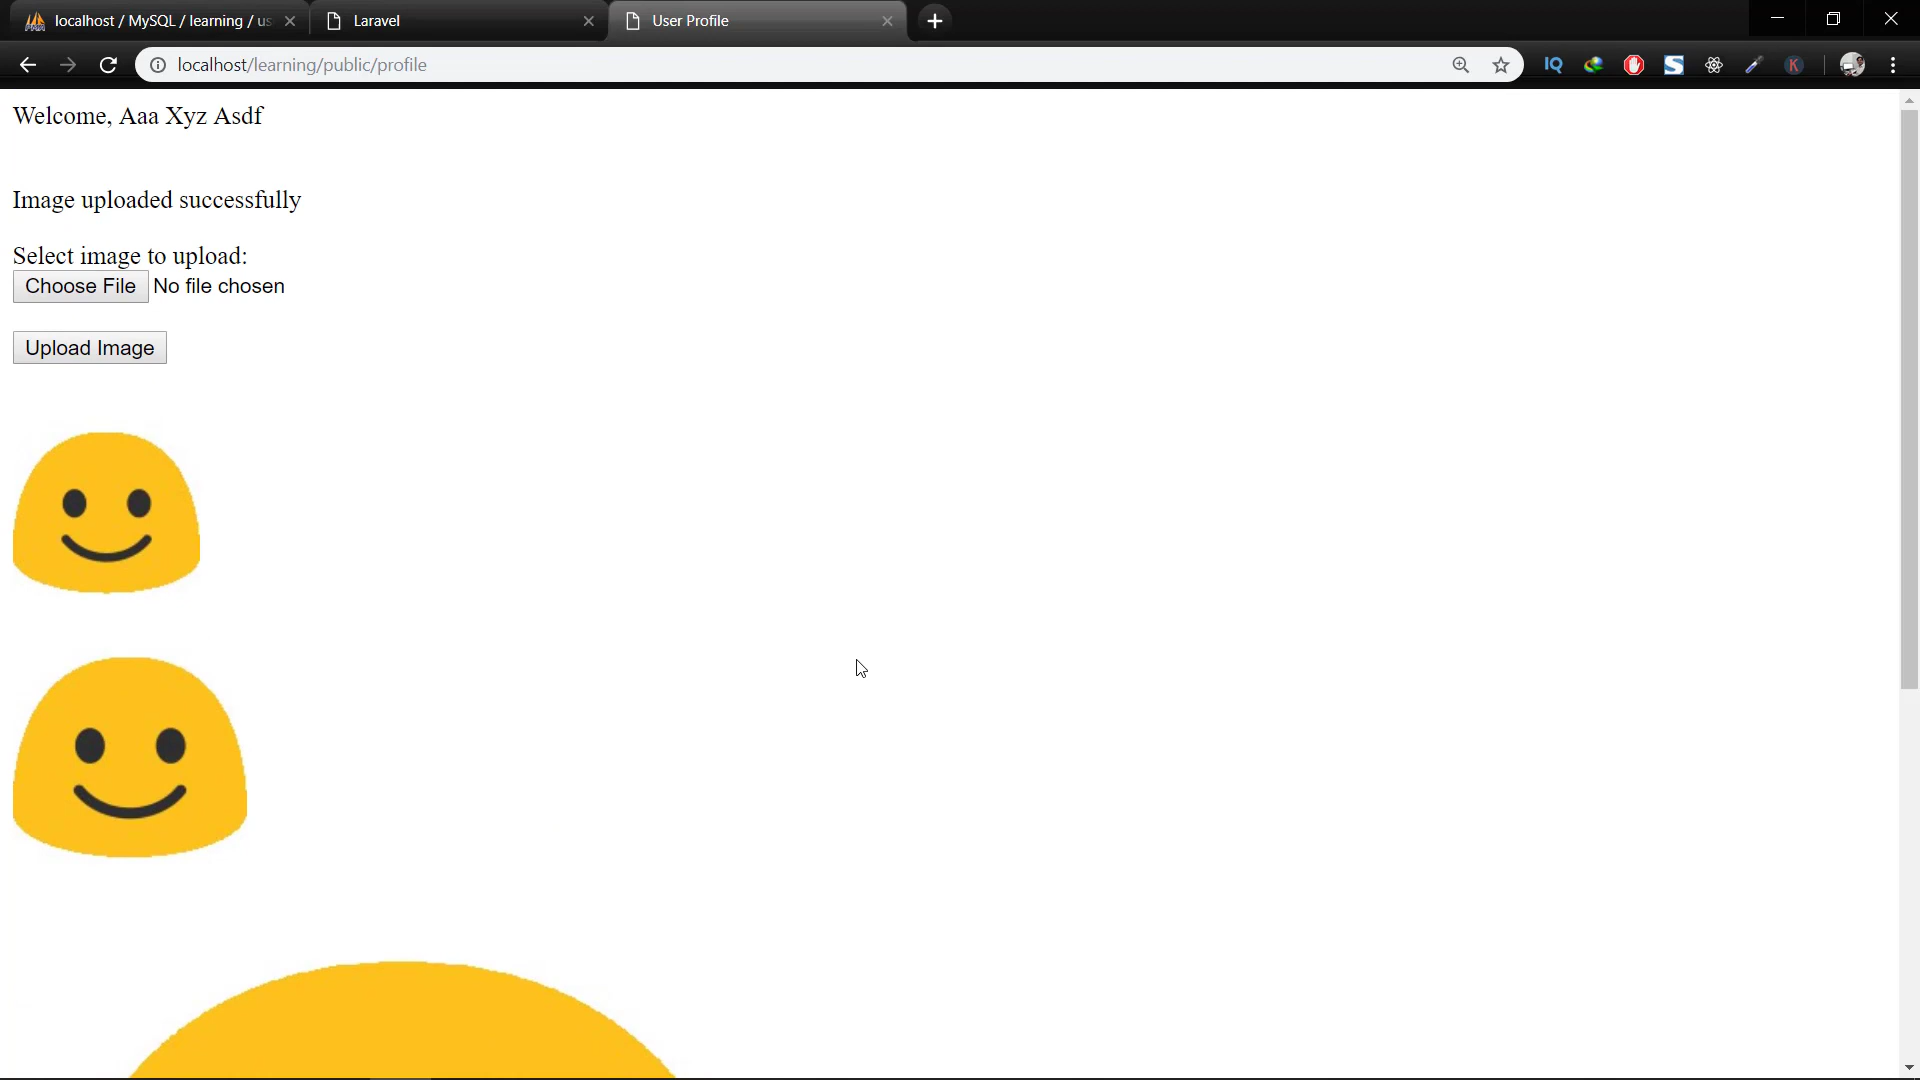 localhost / MySQL / learning / us
Laravel
User Profile
localhost/learning/public/profile
IQ
S
K
Welcome, Aaa Xyz Asdf
Image uploaded successfully
Select image to upload:
Choose File No file chosen
Upload Image